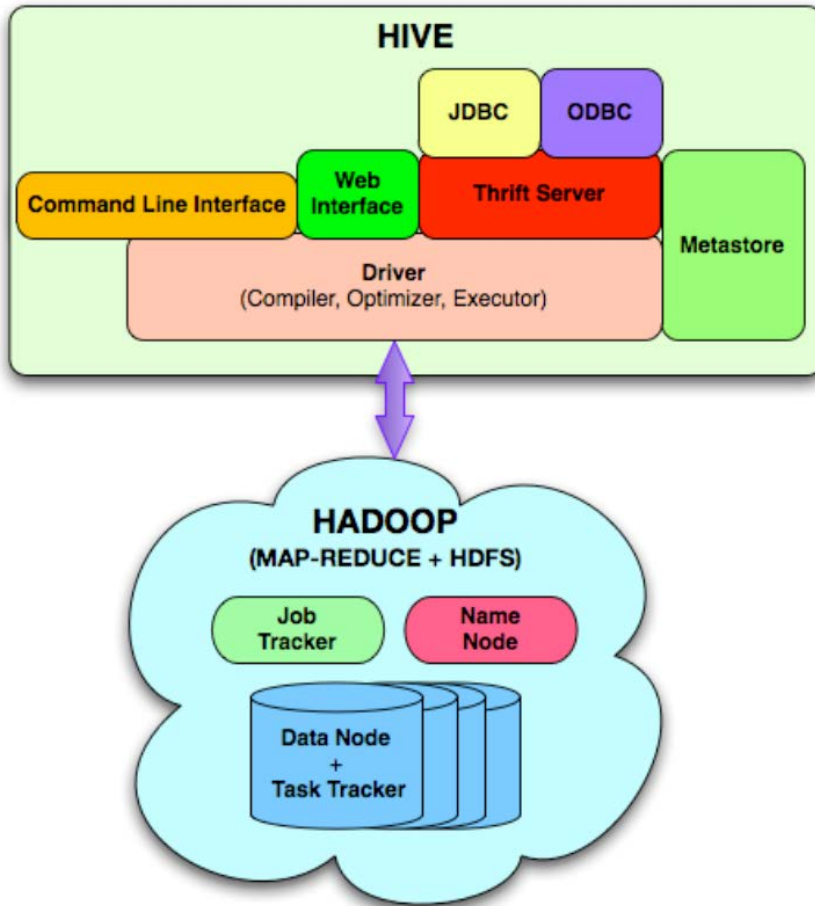 HIVE
JDBC
ODBC
Command Line Interface
Web
Interface
Thrift Server
Metastore
Driver
(Compiler, Optimizer, Executor)
HADOOP
(MAP-REDUCE + HDFS)
Job
Tracker
Name
Node
Data Node
+
Task Tracker